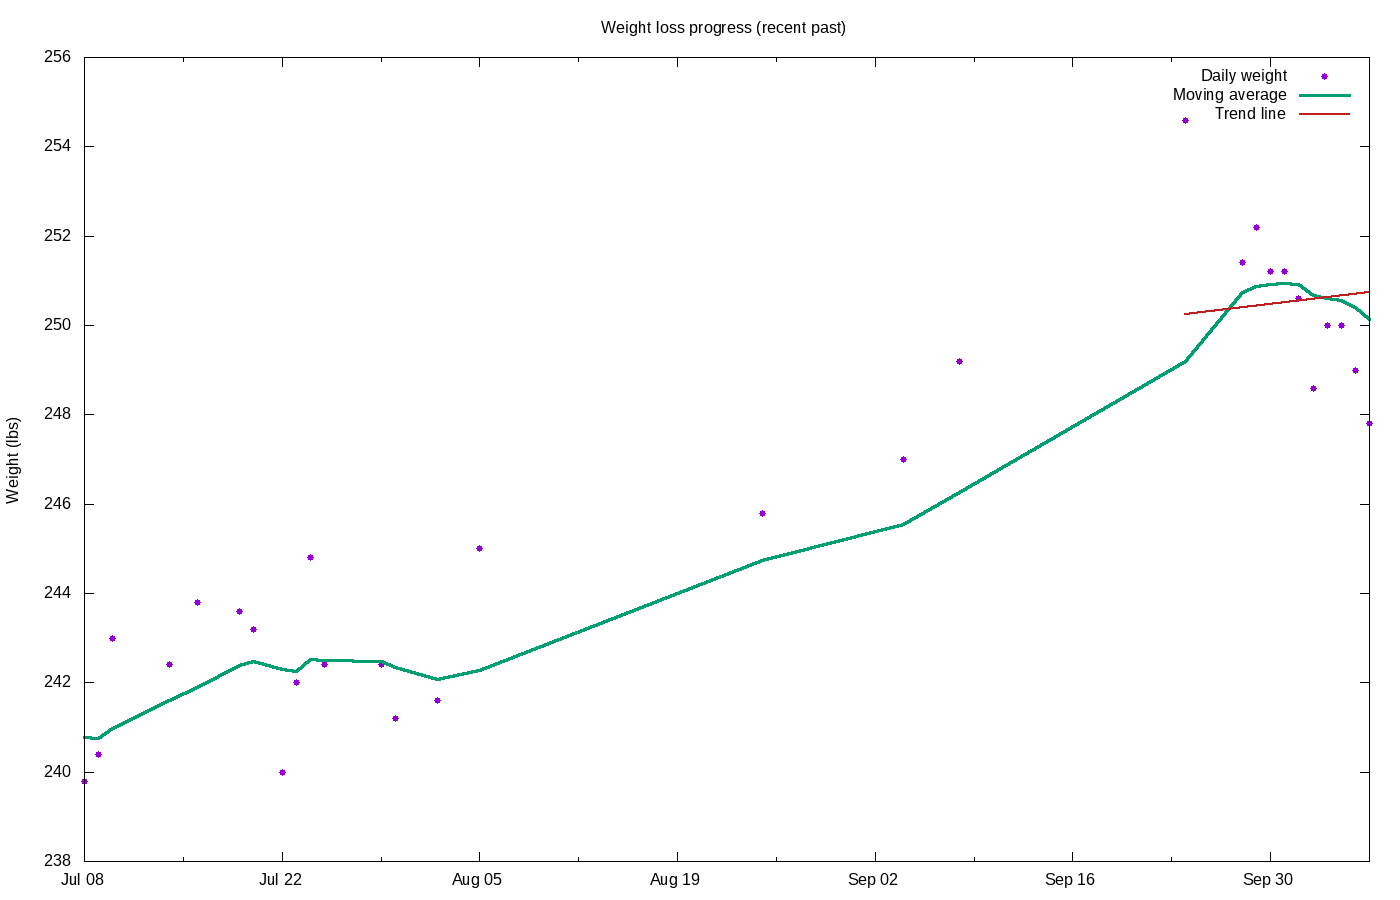 Weight loss progress (recent past)
256
254
252
250
248
246
244
242
240
238
Weight (lbs)
Daily weight
Moving average
Trend line
Jul 08 Jul 22 Aug 05 Aug 19 Sep 02 Sep 16 Sep 30